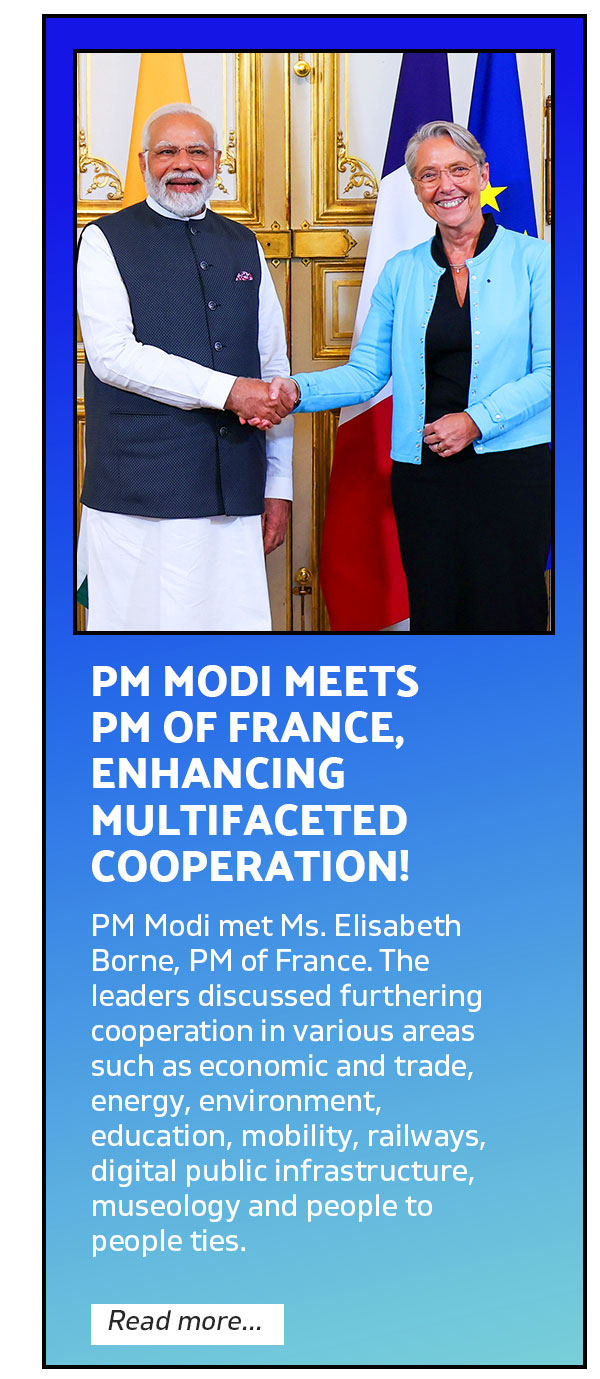 PM MODI MEETS
PM OF FRANCE,
ENHANCING
MULTIFACETED
COOPERATION!
PM Modi met Ms. Elisabeth
Borne, PM of France. The
leaders discussed furthering
cooperation in various areas
such as economic and trade,
energy, environment,
education, mobility, railways,
digital public infrastructure,
museology and people to
people ties.
Read more...